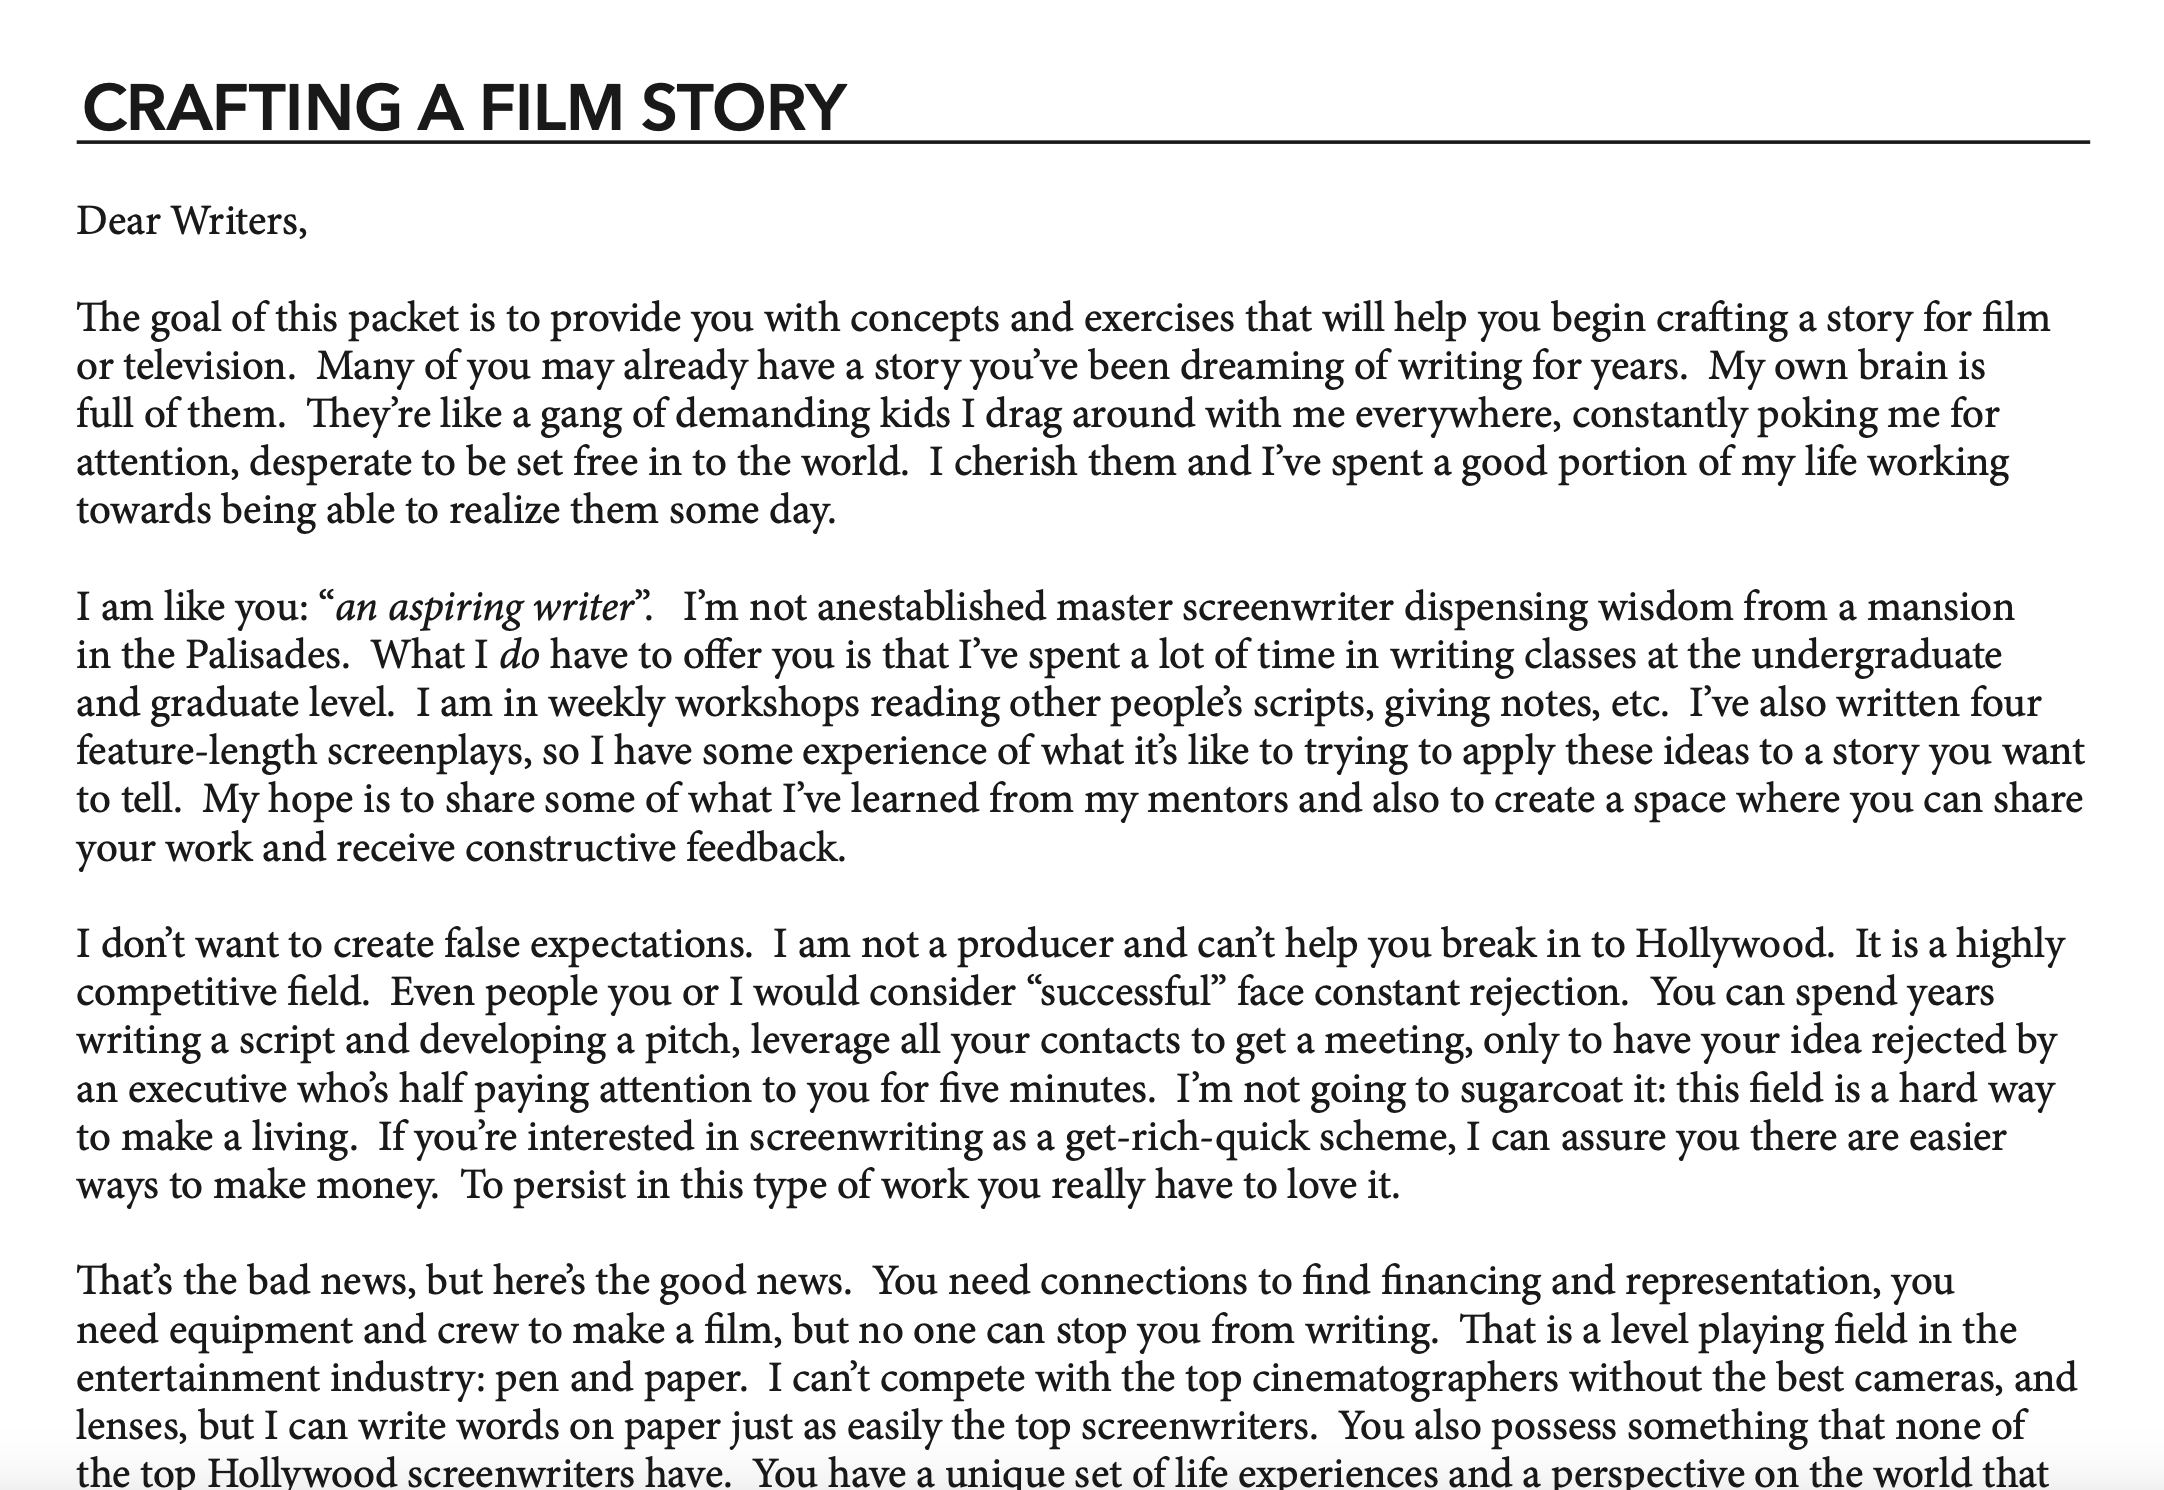 CRAFTING A FILM STORY
Dear Writers,
The goal of this packet is to provide you with concepts and exercises that will help you begin crafting a story for film
or television.  Many of you may already have a story you've been dreaming of writing for years.  My own brain is
full of them.  They're like a gang of demanding kids I drag around with me everywhere, constantly poking me for
attention, desperate to be set free in to the world.  I cherish them and I've spent a good portion of my life working
towards being able to realize them some day.
I am like you: “an aspiring writer”.   I'm not anestablished master screenwriter dispensing wisdom from a mansion
in the Palisades.  What I do have to offer you is that I've spent a lot of time in writing classes at the undergraduate
and graduate level.  I am in weekly workshops reading other people's scripts, giving notes, etc.  I've also written four
feature-length screenplays, so I have some experience of what it's like to trying to apply these ideas to a story you want
to tell.  My hope is to share some of what I've learned from my mentors and also to create a space where you can share
your work and receive constructive feedback.
I don't want to create false expectations.  I am not a producer and can't help you break in to Hollywood.  It is a highly
competitive field.  Even people you or I would consider “successful” face constant rejection.  You can spend years
writing a script and developing a pitch, leverage all your contacts to get a meeting, only to have your idea rejected by
an executive who's half paying attention to you for five minutes.  I'm not going to sugarcoat it: this field is a hard way
to make a living.  If you're interested in screenwriting as a get-rich-quick scheme, I can assure you there are easier
ways to make money.  To persist in this type of work you really have to love it.
That's the bad news, but here's the good news.  You need connections to find financing and representation, you
need equipment and crew to make a film, but no one can stop you from writing.  That is a level playing field in the
entertainment industry: pen and paper.  I can't compete with the top cinematographers without the best cameras, and
lenses, but I can write words on paper just as easily the top screenwriters.  You also possess something that none of
the top Hollywood screenwriters have.  You have a unique set of life experiences and a perspective on the world that